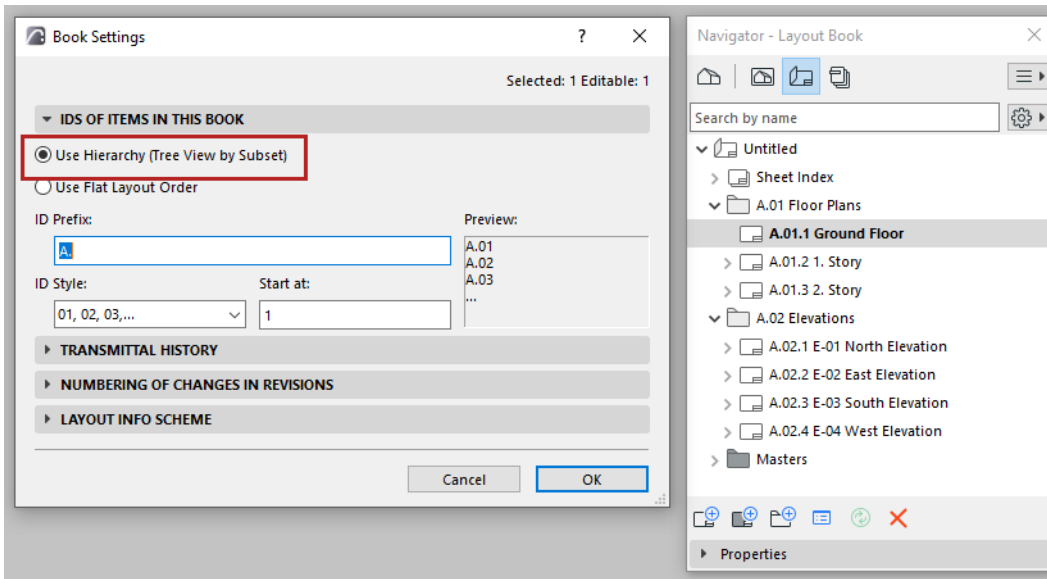 Book Settings
?
Selected: 1 Editable: 1
IDS OF ITEMS IN THIS BOOK
Use Hierarchy (Tree View by Subset)
Use Flat Layout Order
ID Prefix:
Preview:
A.
A.01
A.02
A.03
...
ID Style:
Start at:
01, 02, 03,...
1
TRANSMITTAL HISTORY
NUMBERING OF CHANGES IN REVISIONS
LAYOUT INFO SCHEME
Cancel
OK
Navigator - Layout Book
Search by name
Untitled
Sheet Index
A.01 Floor Plans
A.01.1 Ground Floor
A.01.2 1. Story
A.01.3 2. Story
A.02 Elevations
A.02.1 E-01 North Elevation
A.02.2 E-02 East Elevation
A.02.3 E-03 South Elevation
A.02.4 E-04 West Elevation
Masters
Properties